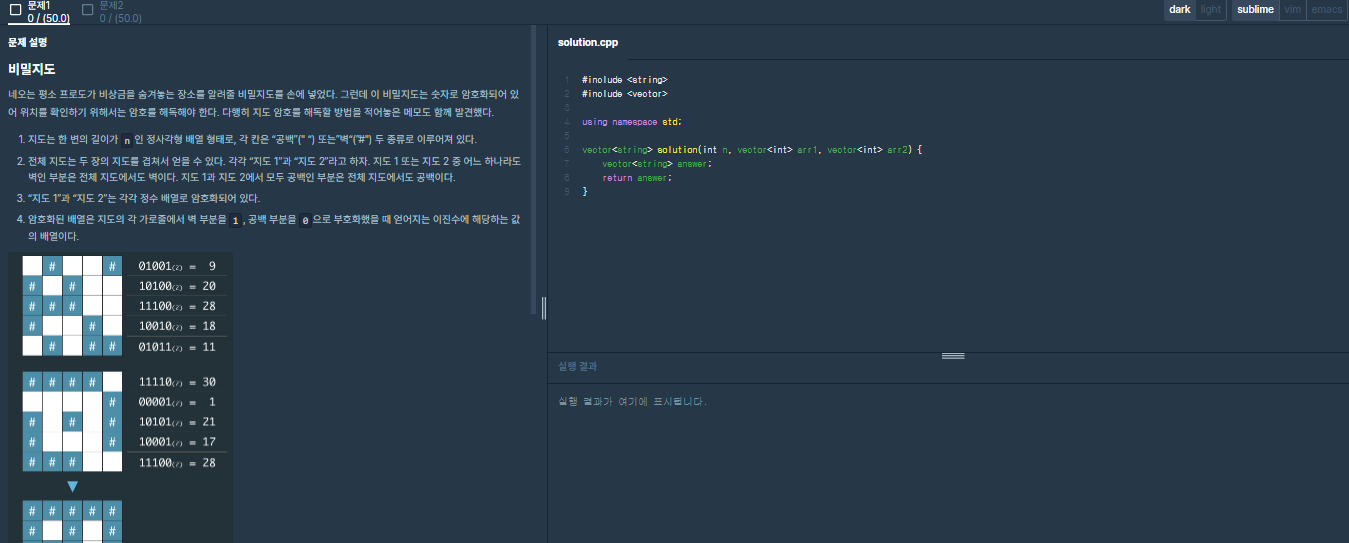 문제1
0 / (50.0)
문제2
0 / (50.0)
dark light
sublime vim emacs
문제 설명
비밀지도
네오는 평소 프로도가 비상금을 숨겨놓는 장소를 알려줄 비밀지도를 손에 넣었다. 그런데 이 비밀지도는 숫자로 암호화되어 있
어 위치를 확인하기 위해서는 암호를 해독해야 한다. 다행히 지도 암호를 해독할 방법을 적어놓은 메모도 함께 발견했다.
1. 지도는 한 변의 길이가 n 인 정사각형 배열 형태로, 각 칸은 “공백”(“ “) 또는“벽“(“#”) 두 종류로 이루어져 있다.
2. 전체 지도는 두 장의 지도를 겹쳐서 얻을 수 있다. 각각 “지도 1”과 “지도 2”라고 하자. 지도 1 또는 지도 2 중 어느 하나라도
벽인 부분은 전체 지도에서도 벽이다. 지도 1과 지도 2에서 모두 공백인 부분은 전체 지도에서도 공백이다.
3. “지도 1”과 “지도 2”는 각각 정수 배열로 암호화되어 있다.
4. 암호화된 배열은 지도의 각 가로줄에서 벽 부분을 1 , 공백 부분을 0 으로 부호화했을 때 얻어지는 이진수에 해당하는 값
의 배열이다.
# # 01001(2) = 9
# # 10100(2) = 20
# # # 11100(2) = 28
# # 10010(2) = 18
# # # 01011(2) = 11
# # # # 11110(2) = 30
# 00001(2) = 1
# # # 10101(2) = 21
# # 10001(2) = 17
# # # 11100(2) = 28
▼
# # # # #
# # #
solution.cpp
1 #include <string>
2 #include <vector>
3
4 using namespace std;
5
6 vector<string> solution(int n, vector<int> arr1, vector<int> arr2) {
7 vector<string> answer;
8 return answer;
9 }
실행 결과
실행 결과가 여기에 표시됩니다.